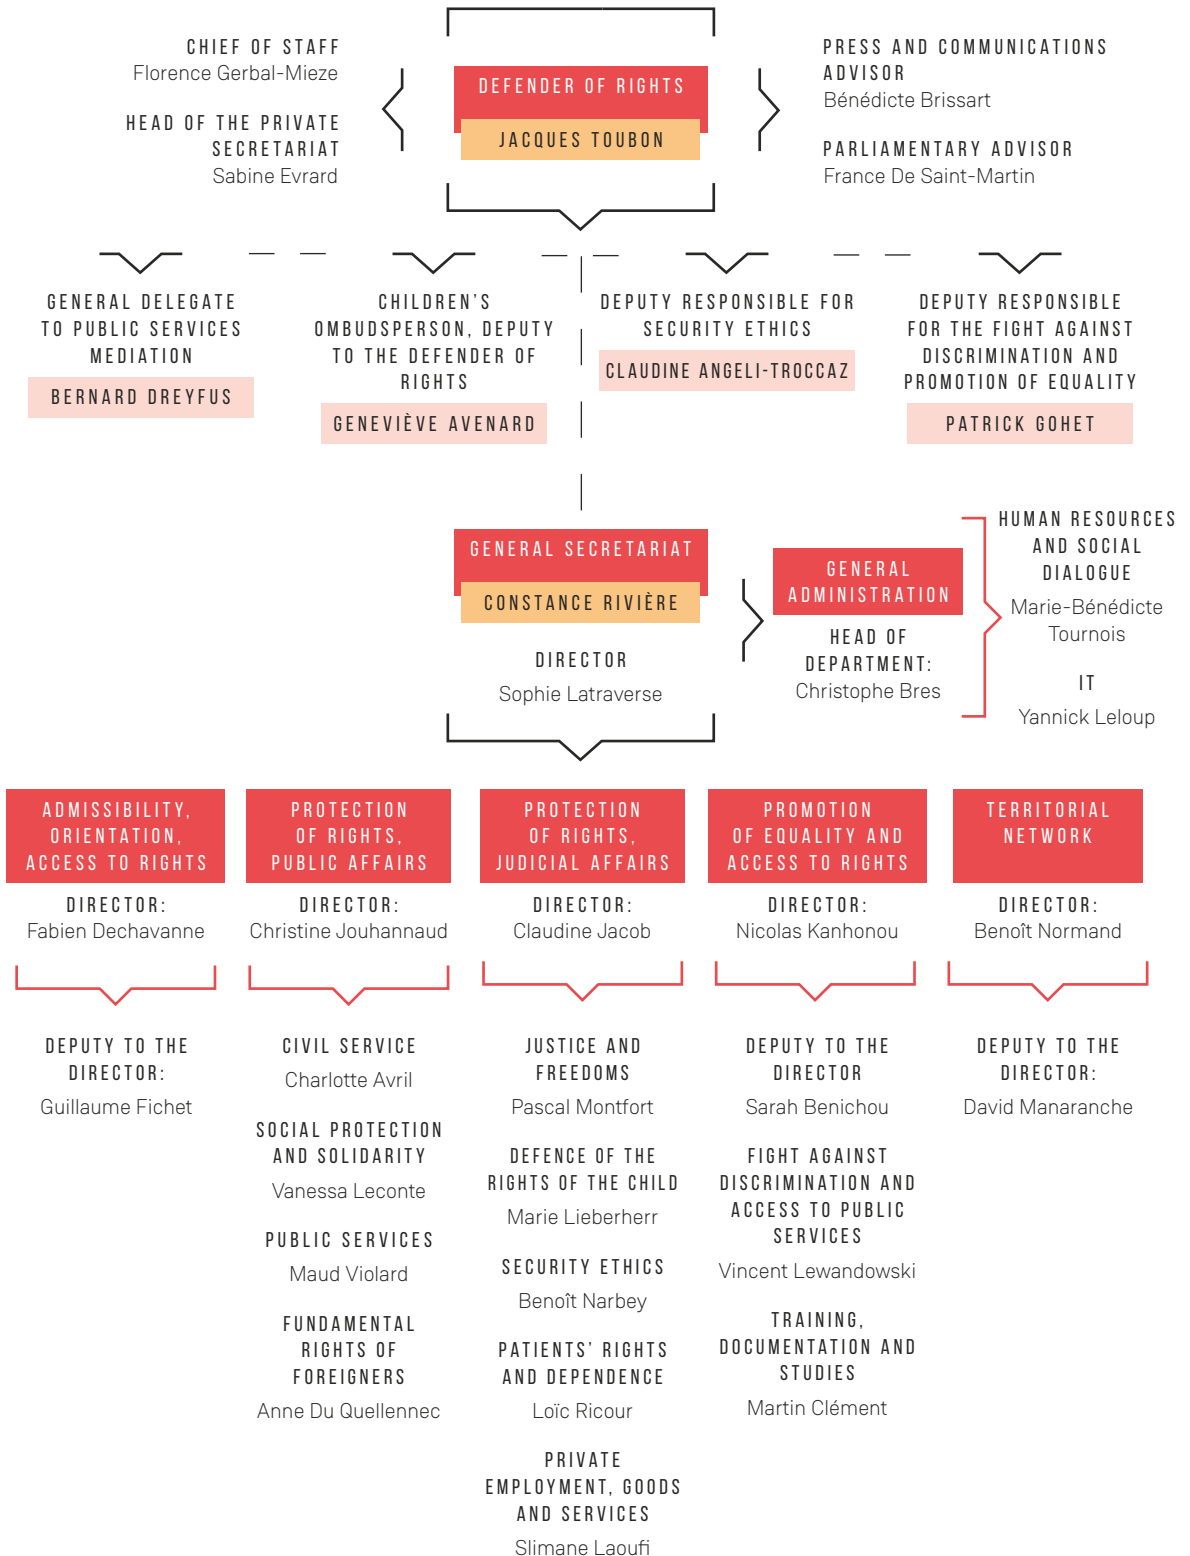 CHIEF OF STAFF
Florence Gerbal-Mieze
HEAD OF THE PRIVATE
SECRETARIAT
Sabine Evrard
DEFENDER OF RIGHTS
JACQUES TOUBON
PRESS AND COMMUNICATIONS
ADVISOR
Bénédicte Brissart
PARLIAMENTARY ADVISOR
France De Saint-Martin
GENERAL DELEGATE
TO PUBLIC SERVICES
MEDIATION
BERNARD DREYFUS
CHILDREN'S
OMBUDSPERSON, DEPUTY
TO THE DEFENDER OF
RIGHTS
GENEVIÈVE AVENARD
DEPUTY RESPONSIBLE FOR
SECURITY ETHICS
CLAUDINE ANGELI-TROCCAZ
DEPUTY RESPONSIBLE
FOR THE FIGHT AGAINST
DISCRIMINATION AND
PROMOTION OF EQUALITY
PATRICK GOHET
GENERAL SECRETARIAT
CONSTANCE RIVIÈRE
DIRECTOR
Sophie Latraverse
GENERAL
ADMINISTRATION
HEAD OF
DEPARTMENT:
Christophe Bres
HUMAN RESOURCES
AND SOCIAL
DIALOGUE
Marie-Bénédicte
Tournois
IT
Yannick Leloup
ADMISSIBILITY,
ORIENTATION,
ACCESS TO RIGHTS
DIRECTOR:
Fabien Dechavanne
DEPUTY TO THE
DIRECTOR:
Guillaume Fichet
PROTECTION
OF RIGHTS,
PUBLIC AFFAIRS
DIRECTOR:
Christine Jouhannaud
CIVIL SERVICE
Charlotte Avril
SOCIAL PROTECTION
AND SOLIDARITY
Vanessa Leconte
PUBLIC SERVICES
Maud Violard
FUNDAMENTAL
RIGHTS OF
FOREIGNERS
Anne Du Quellennec
PROTECTION
OF RIGHTS,
JUDICIAL AFFAIRS
DIRECTOR:
Claudine Jacob
JUSTICE AND
FREEDOMS
Pascal Montfort
DEFENCE OF THE
RIGHTS OF THE CHILD
Marie Lieberherr
SECURITY ETHICS
Benoît Narbey
PATIENTS' RIGHTS
AND DEPENDENCE
Loïc Ricour
PRIVATE
EMPLOYMENT, GOODS
AND SERVICES
Slimane Laoufi
PROMOTION
OF EQUALITY AND
ACCESS TO RIGHTS
DIRECTOR:
Nicolas Kanhonou
DEPUTY TO THE
DIRECTOR
Sarah Benichou
FIGHT AGAINST
DISCRIMINATION AND
ACCESS TO PUBLIC
SERVICES
Vincent Lewandowski
TRAINING,
DOCUMENTATION AND
STUDIES
Martin Clément
TERRITORIAL
NETWORK
DIRECTOR:
Benoît Normand
DEPUTY TO THE
DIRECTOR:
David Manaranche